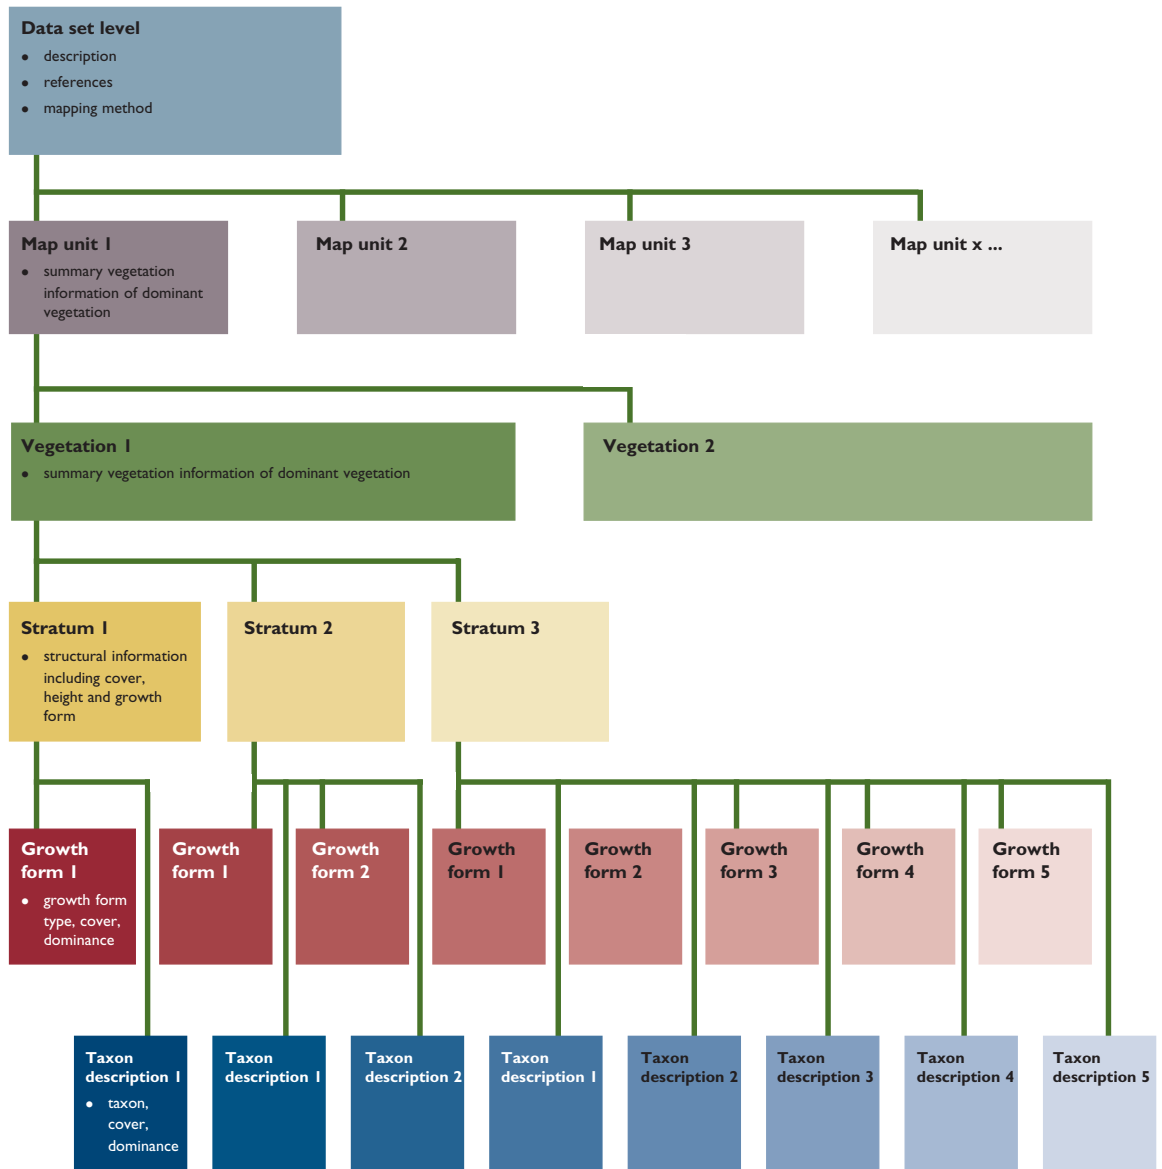 Data set level
• description
• references
• mapping method
Map unit 1
• summary vegetation
information of dominant
vegetation
Map unit 2
Map unit 3
Map unit x ...
Vegetation 1
• summary vegetation information of dominant vegetation
Vegetation 2
Stratum 1
• structural information
including cover,
height and growth
form
Stratum 2
Stratum 3
Growth
form 1
• growth form
type, cover,
dominance
Growth
form 1
Growth
form 2
Growth
form 1
Growth
form 2
Growth
form 3
Growth
form 4
Growth
form 5
Taxon
description 1
• taxon,
cover,
dominance
Taxon
description 1
Taxon
description 2
Taxon
description 1
Taxon
description 2
Taxon
description 3
Taxon
description 4
Taxon
description 5